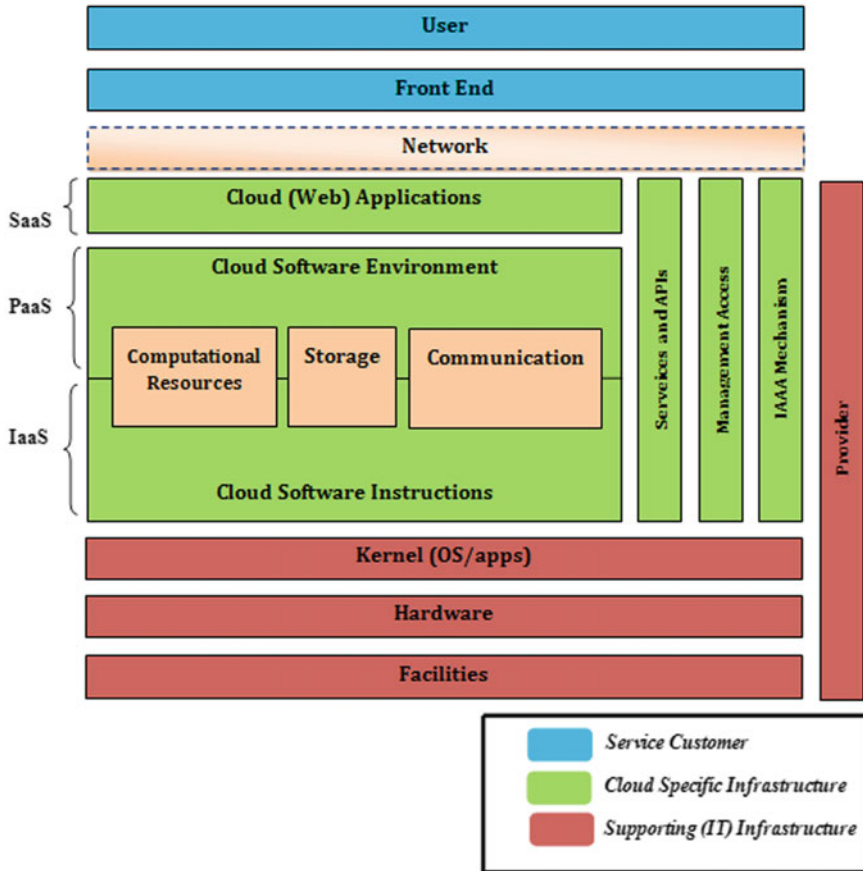 User
Front End
Network
SaaS
Cloud (Web) Applications
PaaS
Cloud Software Environment
Computational
Resources
Storage
Communication
IaaS
Cloud Software Instructions
Serveices and APIs
Management Access
IAAA Mechanism
Provider
Kernel (OS/apps)
Hardware
Facilities
Service Customer
Cloud Specific Infrastructure
Supporting (IT) Infrastructure